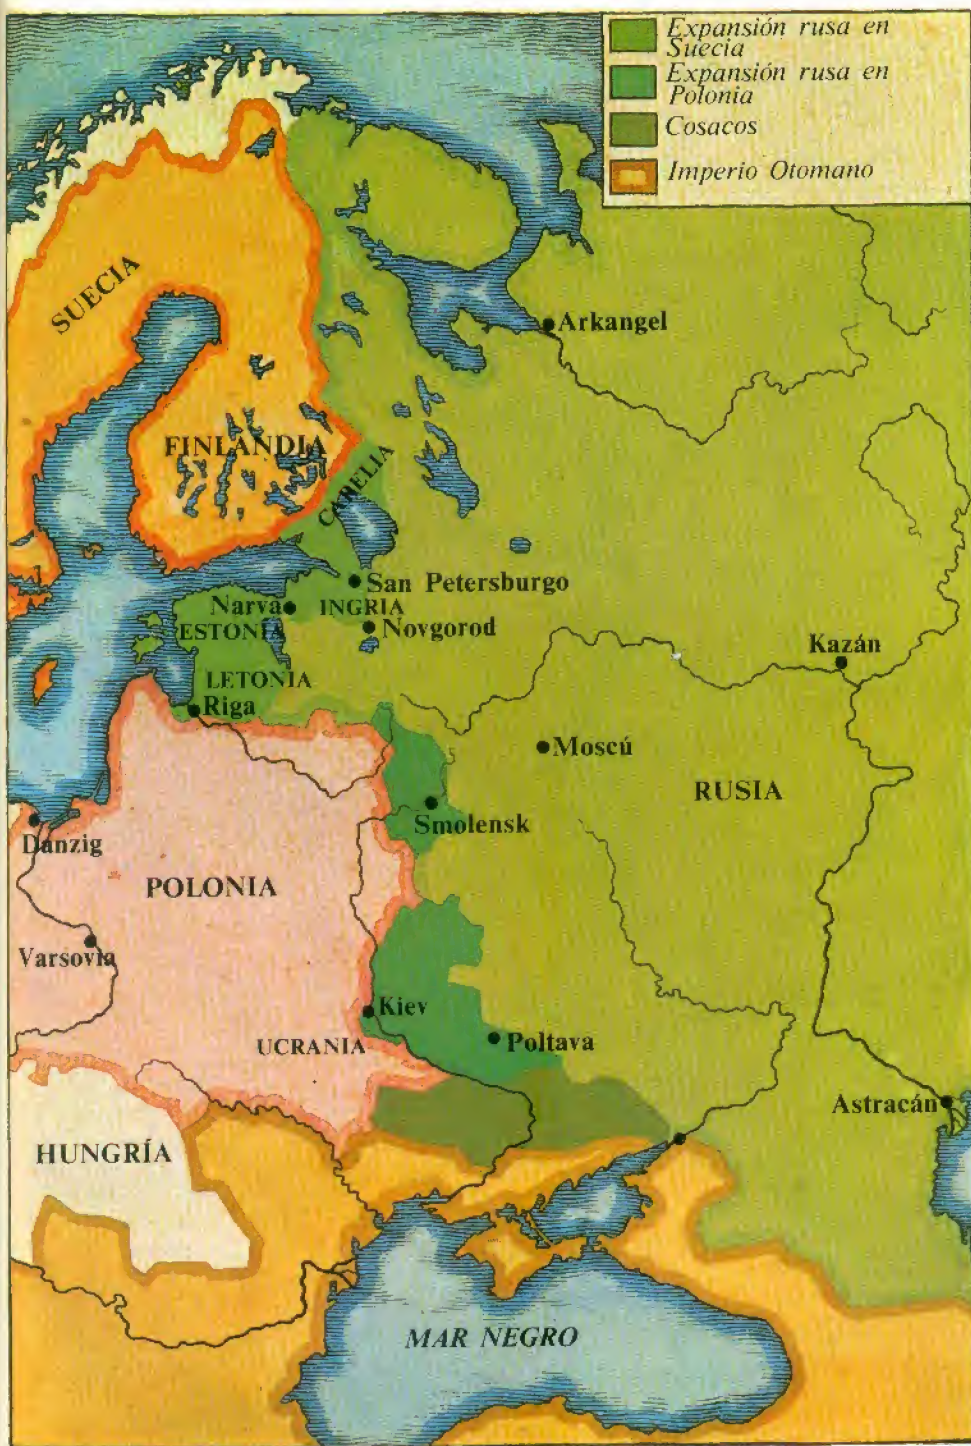 Expansión rusa en
Suecia
Expansión rusa en
Polonia
Cosacos
Imperio Otomano
SUECIA
Arkangel
FINLANDIA
CARELIA
San Petersburgo
Narva
INGRIA
ESTONIA
Novgorod
Kazán
LETONIA
Riga
Moscú
RUSIA
Smolensk
Danzig
POLONIA
Varsovia
Kiev
UCRANIA
Poltava
Astracán
HUNGRÍA
MAR NEGRO